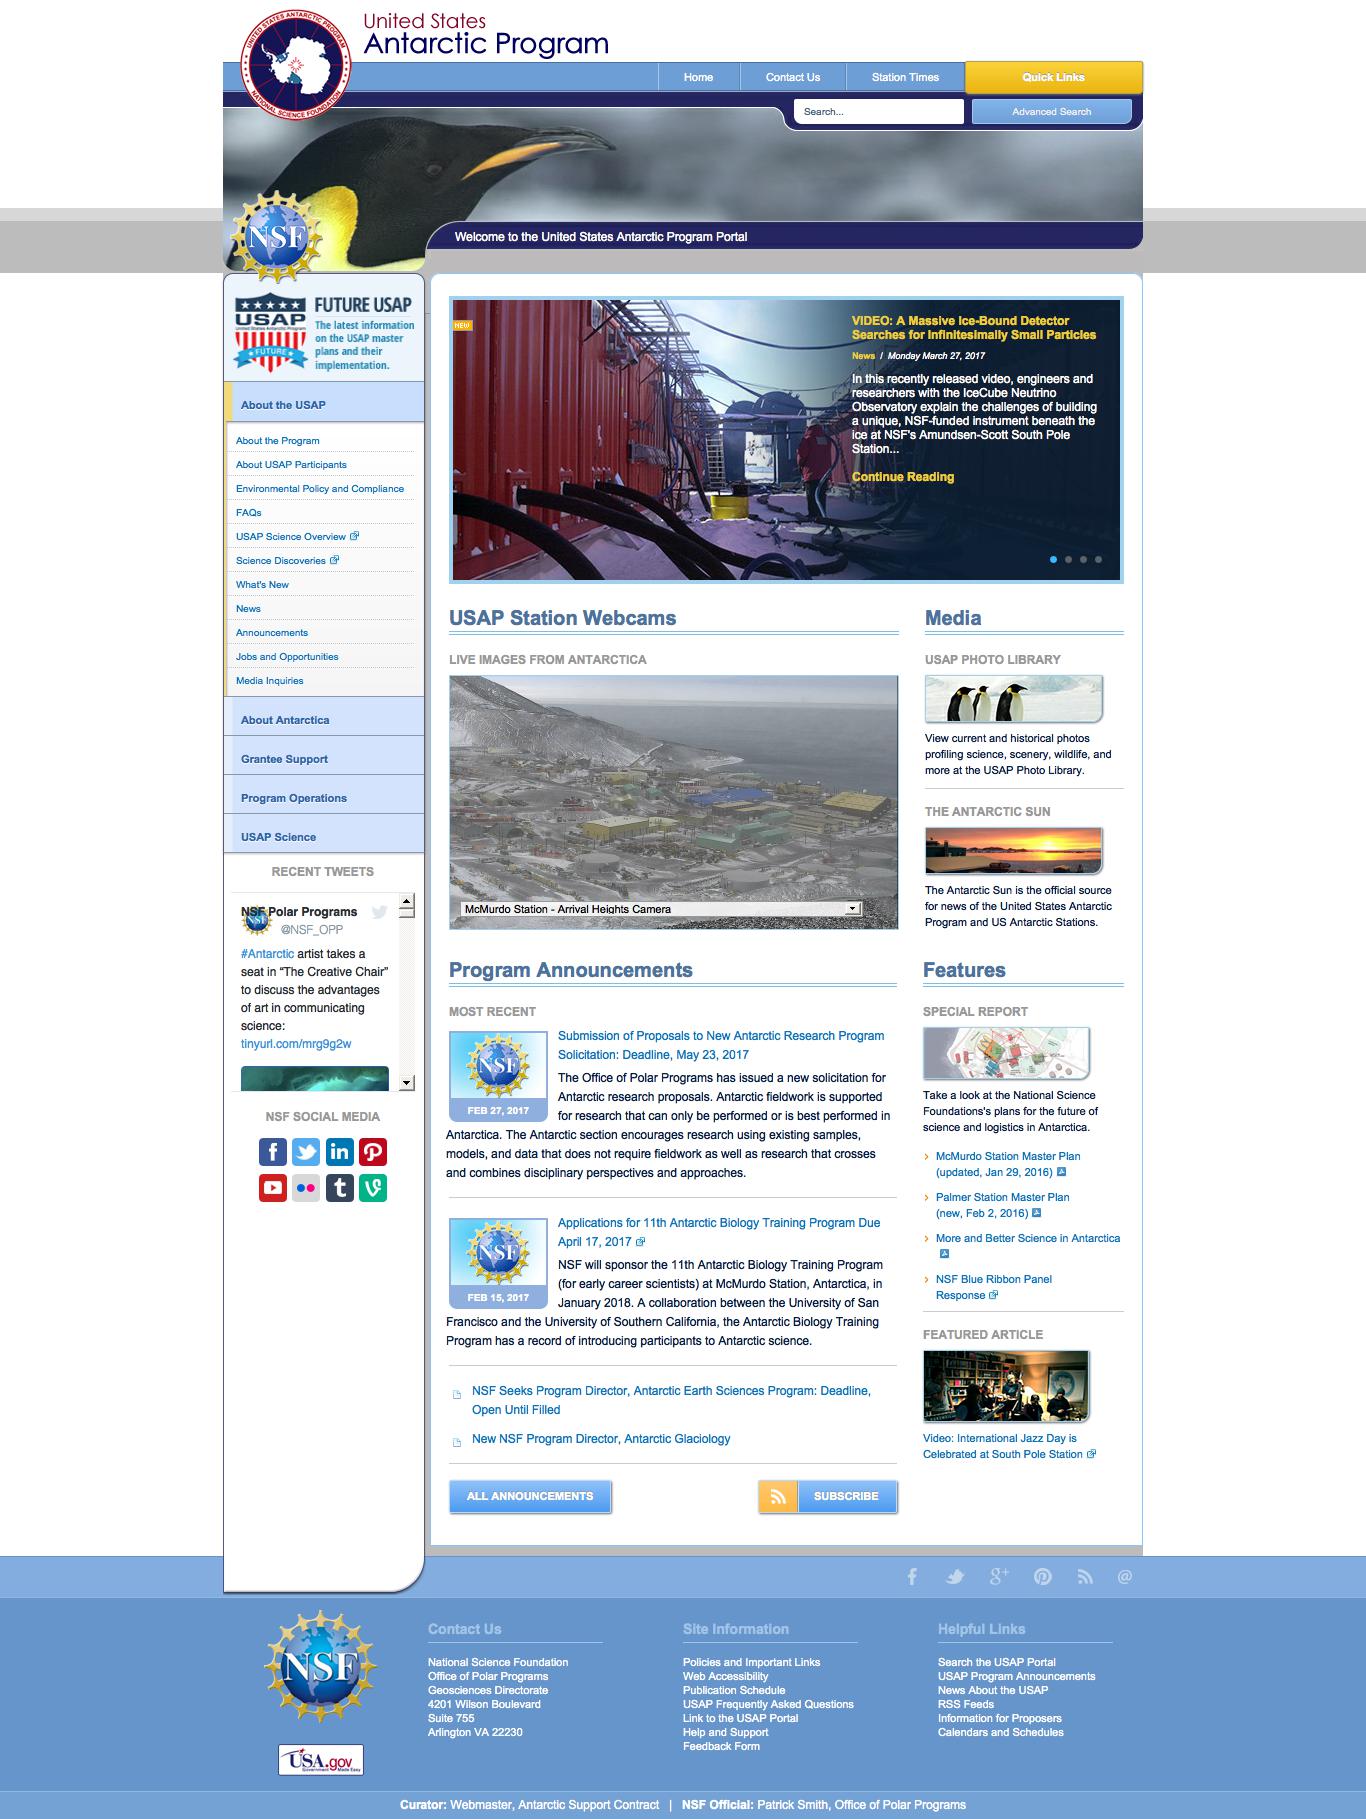 United States
Antarctic Program
UNITED STATES ANTARCTIC PROGRAM
NATIONAL SCIENCE FOUNDATION
Home
Contact Us
Station Times
Quick Links
Search...
Advanced Search
NSF
Welcome to the United States Antarctic Program Portal
USAP
United States Antarctic Program
FUTURE
FUTURE USAP
The latest information
on the USAP master
plans and their
implementation.
About the USAP
About the Program
About USAP Participants
Environmental Policy and Compliance
FAQs
USAP Science Overview
Science Discoveries
What's New
News
Announcements
Jobs and Opportunities
Media Inquiries
About Antarctica
Grantee Support
Program Operations
USAP Science
RECENT TWEETS
NSF Polar Programs
@NSF_OPP
#Antarctic artist takes a
seat in “The Creative Chair”
to discuss the advantages
of art in communicating
science:
tinyurl.com/mrg9g2w
NSF SOCIAL MEDIA
NEW
VIDEO: A Massive Ice-Bound Detector
Searches for Infinitesimally Small Particles
News / Monday March 27, 2017
In this recently released video, engineers and
researchers with the IceCube Neutrino
Observatory explain the challenges of building
a unique, NSF-funded instrument beneath the
ice at NSF's Amundsen-Scott South Pole
Station...
Continue Reading
USAP Station Webcams
LIVE IMAGES FROM ANTARCTICA
McMurdo Station - Arrival Heights Camera
Media
USAP PHOTO LIBRARY
View current and historical photos
profiling science, scenery, wildlife, and
more at the USAP Photo Library.
THE ANTARCTIC SUN
The Antarctic Sun is the official source
for news of the United States Antarctic
Program and US Antarctic Stations.
Program Announcements
MOST RECENT
NSF
FEB 27, 2017
Submission of Proposals to New Antarctic Research Program
Solicitation: Deadline, May 23, 2017
The Office of Polar Programs has issued a new solicitation for
Antarctic research proposals. Antarctic fieldwork is supported
for research that can only be performed or is best performed in
Antarctica. The Antarctic section encourages research using existing samples,
models, and data that does not require fieldwork as well as research that crosses
and combines disciplinary perspectives and approaches.
NSF
FEB 15, 2017
Applications for 11th Antarctic Biology Training Program Due
April 17, 2017
NSF will sponsor the 11th Antarctic Biology Training Program
(for early career scientists) at McMurdo Station, Antarctica, in
January 2018. A collaboration between the University of San
Francisco and the University of Southern California, the Antarctic Biology Training
Program has a record of introducing participants to Antarctic science.
NSF Seeks Program Director, Antarctic Earth Sciences Program: Deadline,
Open Until Filled
New NSF Program Director, Antarctic Glaciology
ALL ANNOUNCEMENTS
SUBSCRIBE
Features
SPECIAL REPORT
Take a look at the National Science
Foundations's plans for the future of
science and logistics in Antarctica.
McMurdo Station Master Plan
(updated, Jan 29, 2016)
Palmer Station Master Plan
(new, Feb 2, 2016)
More and Better Science in Antarctica
NSF Blue Ribbon Panel
Response
FEATURED ARTICLE
Video: International Jazz Day is
Celebrated at South Pole Station
NSF
USA.gov
Government Made Easy
Contact Us
National Science Foundation
Office of Polar Programs
Geosciences Directorate
4201 Wilson Boulevard
Suite 755
Arlington VA 22230
Site Information
Policies and Important Links
Web Accessibility
Publication Schedule
USAP Frequently Asked Questions
Link to the USAP Portal
Help and Support
Feedback Form
Helpful Links
Search the USAP Portal
USAP Program Announcements
News About the USAP
RSS Feeds
Information for Proposers
Calendars and Schedules
Curator: Webmaster, Antarctic Support Contract | NSF Official: Patrick Smith, Office of Polar Programs